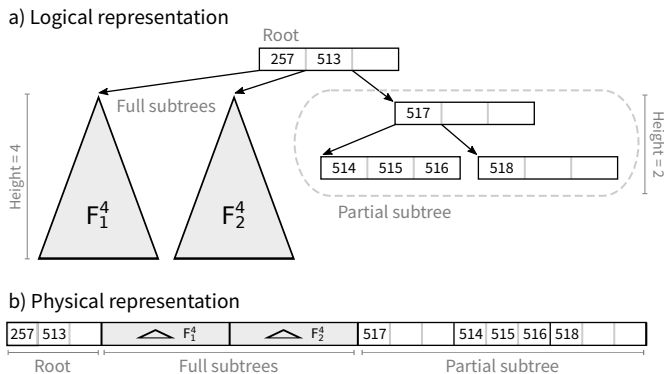 a) Logical representation
Root
257 513
Full subtrees
517
514 515 516 518
Height = 4
Height = 2
F₁⁴ F₂⁴
Partial subtree
b) Physical representation
257 513 F₁⁴ F₂⁴ 517 514 515 516 518
Root Full subtrees Partial subtree